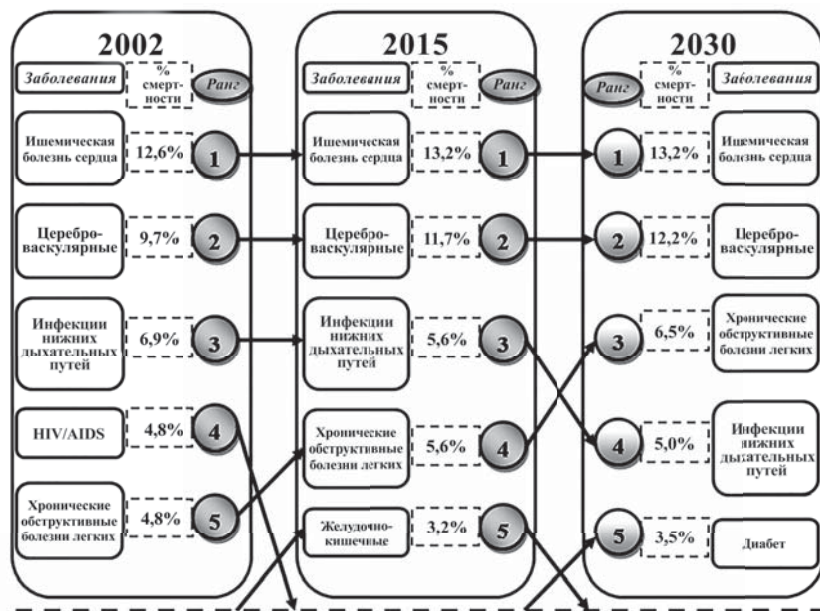 2002
Заболевания
%
смерт-
ности
Ранг
Ишемическая
болезнь сердца
12,6%
1
Церебро-
васкулярные
9,7%
2
Инфекции
нижних
дыхательных
путей
6,9%
3
HIV/AIDS
4,8%
4
Хронические
обструктивные
болезни легких
4,8%
5
2015
Заболевания
%
смерт-
ности
Ранг
Ишемическая
болезнь сердца
13,2%
1
Церебро-
васкулярные
11,7%
2
Инфекции
нижних
дыхательных
путей
5,6%
3
Хронические
обструктивные
болезни легких
5,6%
4
Желудочно-
кишечные
3,2%
5
2030
Ранг
%
смерт-
ности
Заболевания
1
13,2%
Ишемическая
болезнь сердца
2
12,2%
Церебро-
васкулярные
3
6,5%
Хронические
обструктивные
болезни легких
4
5,0%
Инфекции
нижних
дыхательных
путей
5
3,5%
Диабет